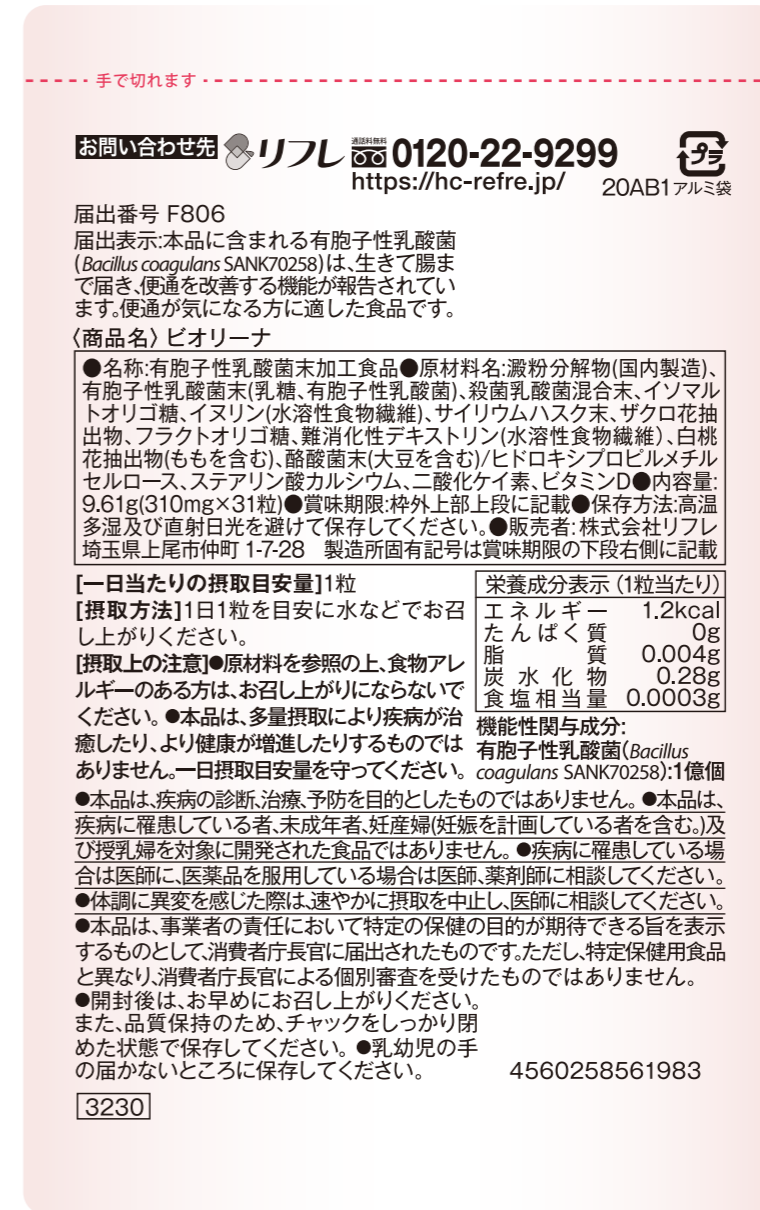 手で切れます
お問い合わせ先 リフレ 通話料無料 0120-22-9299 プラ
https://hc-refre.jp/ 20AB1 アルミ袋
届出番号 F806
届出表示:本品に含まれる有胞子性乳酸菌
(Bacillus coagulans SANK70258)は、生きて腸ま
で届き、便通を改善する機能が報告されてい
ます。便通が気になる方に適した食品です。
〈商品名〉 ビオリーナ
●名称:有胞子性乳酸菌末加工食品●原材料名:澱粉分解物(国内製造)、
有胞子性乳酸菌末(乳糖、有胞子性乳酸菌)、殺菌乳酸菌混合末、イソマル
トオリゴ糖、イヌリン(水溶性食物繊維)、サイリウムハスク末、ザクロ花抽
出物、フラクトオリゴ糖、難消化性デキストリン(水溶性食物繊維)、白桃
花抽出物(ももを含む)、酪酸菌末(大豆を含む)/ヒドロキシプロピルメチル
セルロース、ステアリン酸カルシウム、二酸化ケイ素、ビタミンD●内容量:
9.61g(310mg×31粒)●賞味期限:枠外上部上段に記載●保存方法:高温
多湿及び直射日光を避けて保存してください。●販売者:株式会社リフレ
埼玉県上尾市仲町 1-7-28 製造所固有記号は賞味期限の下段右側に記載
[一日当たりの摂取目安量]1粒
[摂取方法]1日1粒を目安に水などでお召
し上がりください。
[摂取上の注意]●原材料を参照の上、食物アレ
ルギーのある方は、お召し上がりにならないで
ください。●本品は、多量摂取により疾病が治
癒したり、より健康が増進したりするものでは
ありません。一日摂取目安量を守ってください。
栄養成分表示 (1粒当たり)
エネルギー 1.2kcal
たんぱく質 0g
脂質 0.004g
炭水化物 0.28g
食塩相当量 0.0003g
機能性関与成分:
有胞子性乳酸菌(Bacillus
coagulans SANK70258):1億個
●本品は、疾病の診断、治療、予防を目的としたものではありません。●本品は、
疾病に罹患している者、未成年者、妊産婦(妊娠を計画している者を含む。)及
び授乳婦を対象に開発された食品ではありません。●疾病に罹患している場
合は医師に、医薬品を服用している場合は医師、薬剤師に相談してください。
●体調に異変を感じた際は、速やかに摂取を中止し、医師に相談してください。
●本品は、事業者の責任において特定の保健の目的が期待できる旨を表示
するものとして、消費者庁長官に届出されたものです。ただし、特定保健用食品
と異なり、消費者庁長官による個別審査を受けたものではありません。
●開封後は、お早めにお召し上がりください。
また、品質保持のため、チャックをしっかり閉
めた状態で保存してください。●乳幼児の手
の届かないところに保存してください。
4560258561983
3230